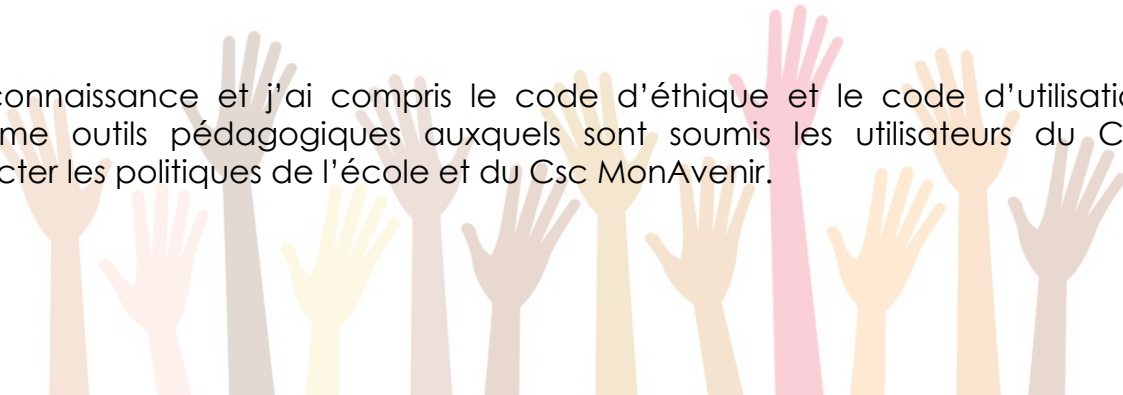 connaissance et j'ai compris le code d'éthique et le code d'utilisatio
me outils pédagogiques auxquels sont soumis les utilisateurs du C
cter les politiques de l'école et du Csc MonAvenir.